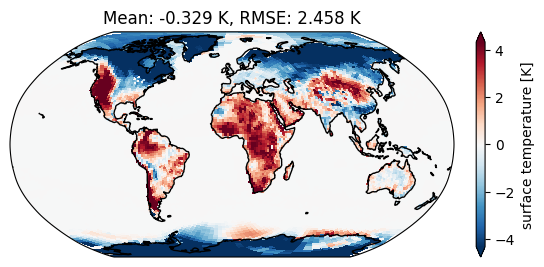 Mean: -0.329 K, RMSE: 2.458 K
4
2
0
−2
−4
surface temperature [K]